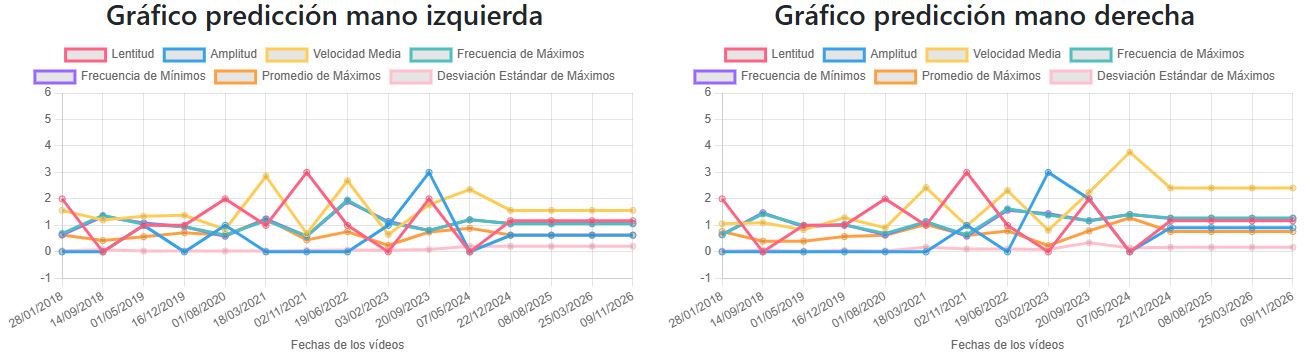 Gráfico predicción mano izquierda
Lentitud Amplitud Velocidad Media Frecuencia de Máximos
Frecuencia de Mínimos Promedio de Máximos Desviación Estándar de Máximos
6
5
4
3
2
1
0
-1
28/01/2018 14/09/2018 01/05/2019 16/12/2019 01/08/2020 18/03/2021 02/11/2021 19/06/2022 03/02/2023 20/09/2023 07/05/2024 22/12/2024 08/08/2025 25/03/2026 09/11/2026
Fechas de los vídeos
Gráfico predicción mano derecha
Lentitud Amplitud Velocidad Media Frecuencia de Máximos
Frecuencia de Mínimos Promedio de Máximos Desviación Estándar de Máximos
6
5
4
3
2
1
0
-1
28/01/2018 14/09/2018 01/05/2019 16/12/2019 01/08/2020 18/03/2021 02/11/2021 19/06/2022 03/02/2023 20/09/2023 07/05/2024 22/12/2024 08/08/2025 25/03/2026 09/11/2026
Fechas de los vídeos